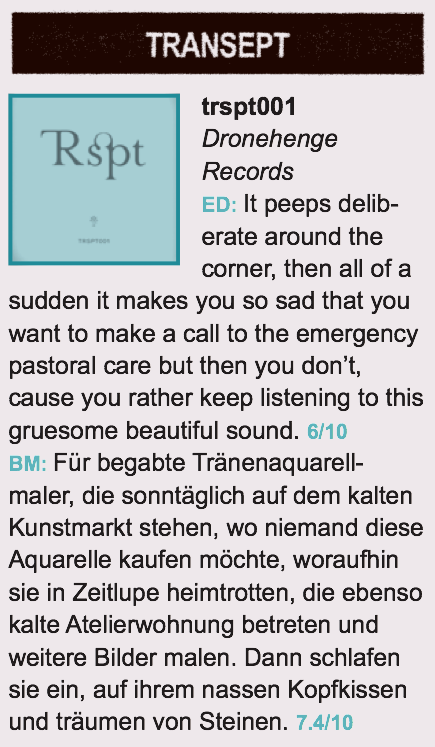 TRANSEPT
Rspt
TRSPT001
trspt001
Dronehenge
Records
ED: It peeps delib-
erate around the
corner, then all of a
sudden it makes you so sad that you
want to make a call to the emergency
pastoral care but then you don’t,
cause you rather keep listening to this
gruesome beautiful sound. 6/10
BM: Für begabte Tränenaquarell-
maler, die sonntäglich auf dem kalten
Kunstmarkt stehen, wo niemand diese
Aquarelle kaufen möchte, woraufhin
sie in Zeitlupe heimtrotten, die ebenso
kalte Atelierwohnung betreten und
weitere Bilder malen. Dann schlafen
sie ein, auf ihrem nassen Kopfkissen
und träumen von Steinen. 7.4/10